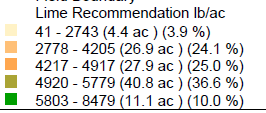 Field Boundary
Lime Recommendation lb/ac
41 - 2743 (4.4 ac ) (3.9 %)
2778 - 4205 (26.9 ac ) (24.1 %)
4217 - 4917 (27.9 ac ) (25.0 %)
4920 - 5779 (40.8 ac ) (36.6 %)
5803 - 8479 (11.1 ac ) (10.0 %)